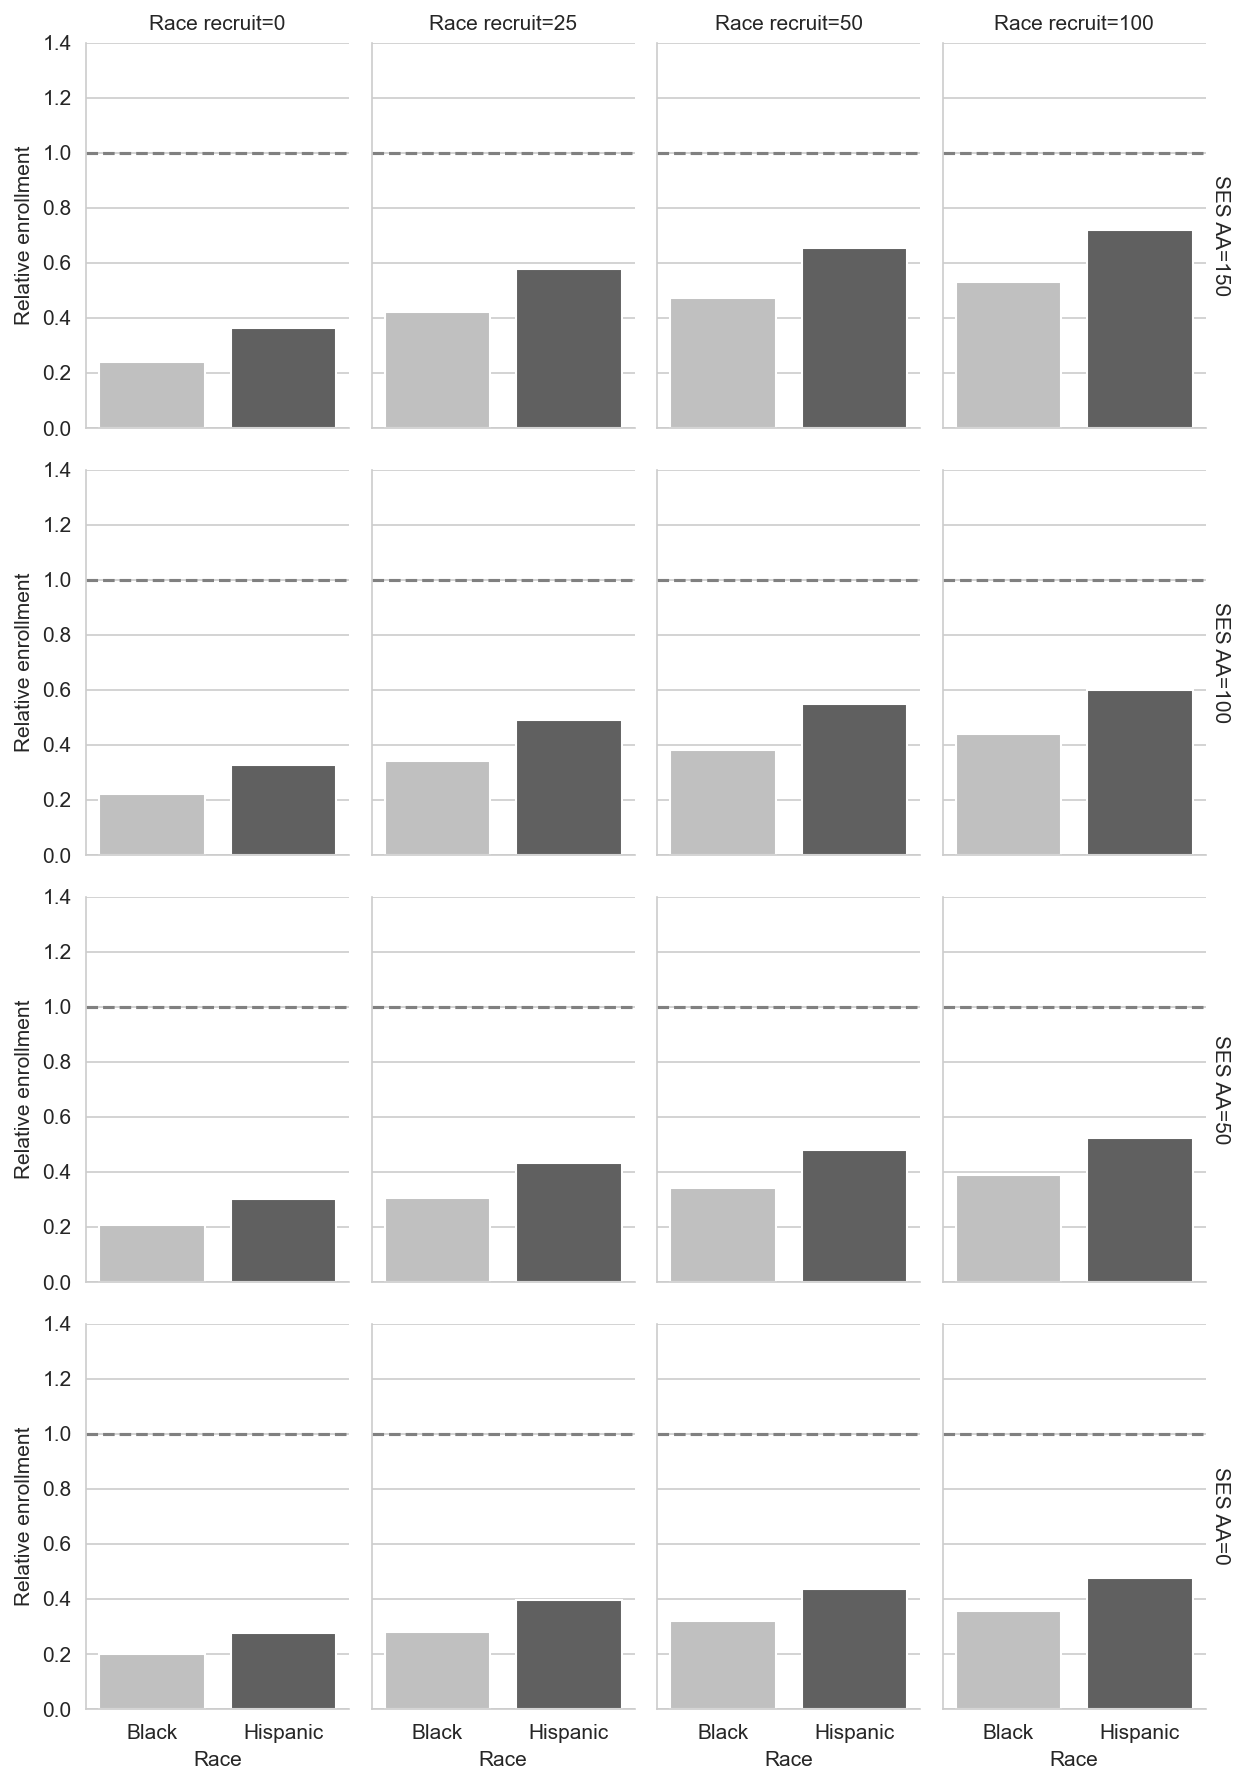 Race recruit=0 Race recruit=25 Race recruit=50 Race recruit=100
1.4
1.2
1.0
0.8
0.6
0.4
0.2
0.0
Relative enrollment
SES AA=150
1.4
1.2
1.0
0.8
0.6
0.4
0.2
0.0
Relative enrollment
SES AA=100
1.4
1.2
1.0
0.8
0.6
0.4
0.2
0.0
Relative enrollment
SES AA=50
1.4
1.2
1.0
0.8
0.6
0.4
0.2
0.0
Relative enrollment
SES AA=0
Black Hispanic Black Hispanic Black Hispanic Black Hispanic
Race Race Race Race